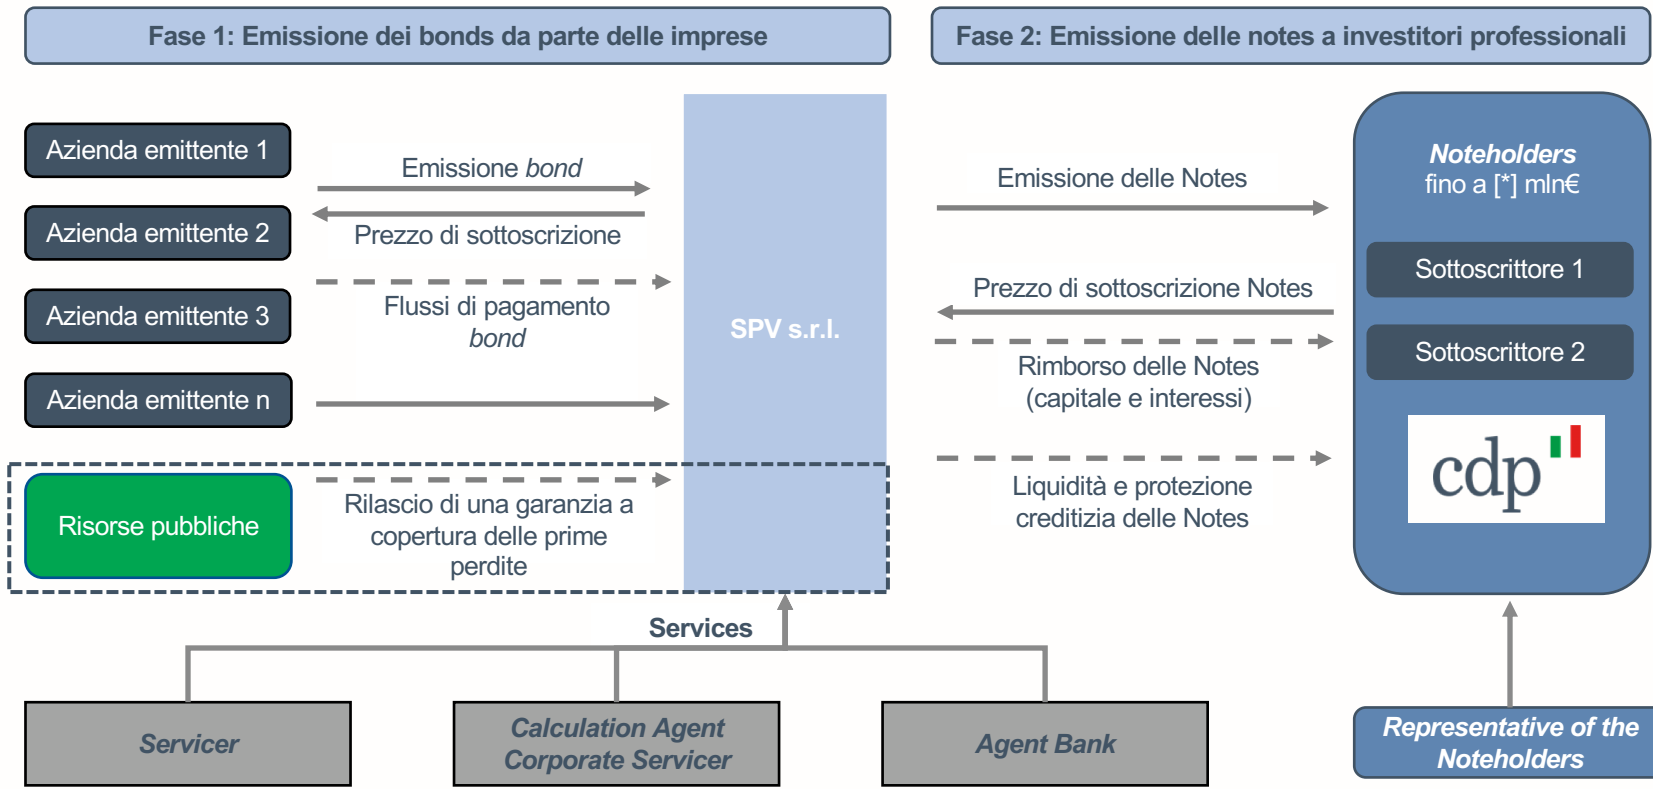 Fase 1: Emissione dei bonds da parte delle imprese
Fase 2: Emissione delle notes a investitori professionali
Azienda emittente 1
Azienda emittente 2
Azienda emittente 3
Azienda emittente n
Risorse pubbliche
Emissione bond
Prezzo di sottoscrizione
Flussi di pagamento
bond
Rilascio di una garanzia a
copertura delle prime
perdite
SPV s.r.l.
Emissione delle Notes
Prezzo di sottoscrizione Notes
Rimborso delle Notes
(capitale e interessi)
Liquidità e protezione
creditizia delle Notes
Noteholders
fino a [*] mln€
Sottoscrittore 1
Sottoscrittore 2
cdp
Services
Servicer
Calculation Agent
Corporate Servicer
Agent Bank
Representative of the
Noteholders